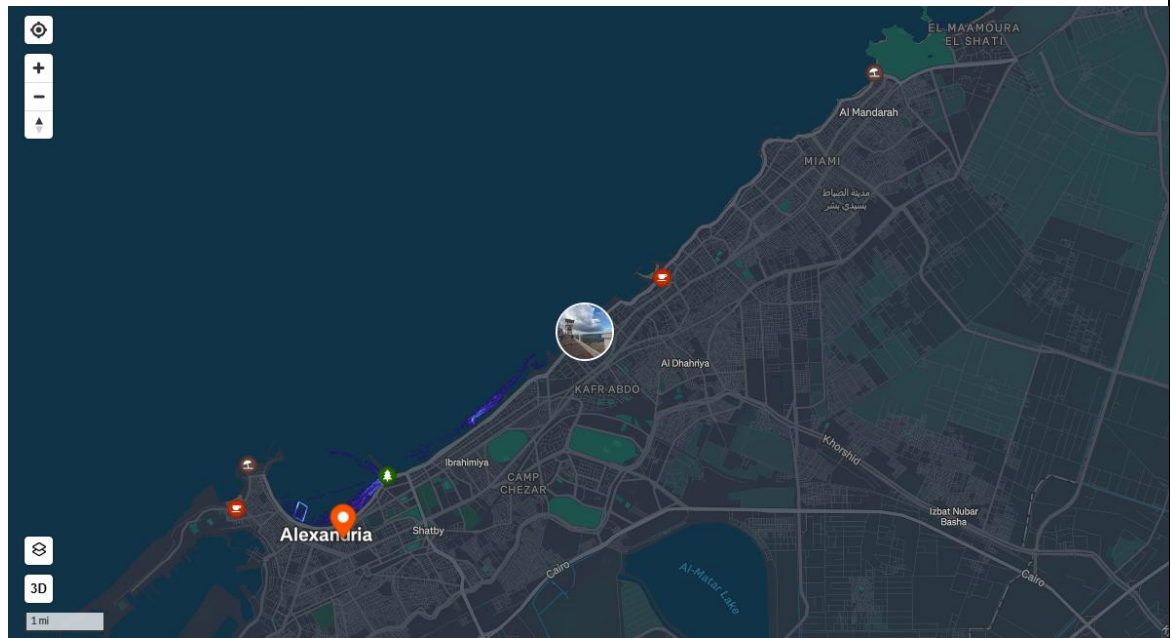 EL MAAMOURA
EL SHATI
+
Al Mandarah
−
MIAMI
مدينة الضباط
بسيدي بشر
Al Dhahriya
KAFR ABDO
Khorshid
Ibrahimiya
CAMP
CHEZAR
Izbat Nubar
Basha
Alexandria
Shatby
Cairo
Al-Matar Lake
Cairo
3D
1 mi